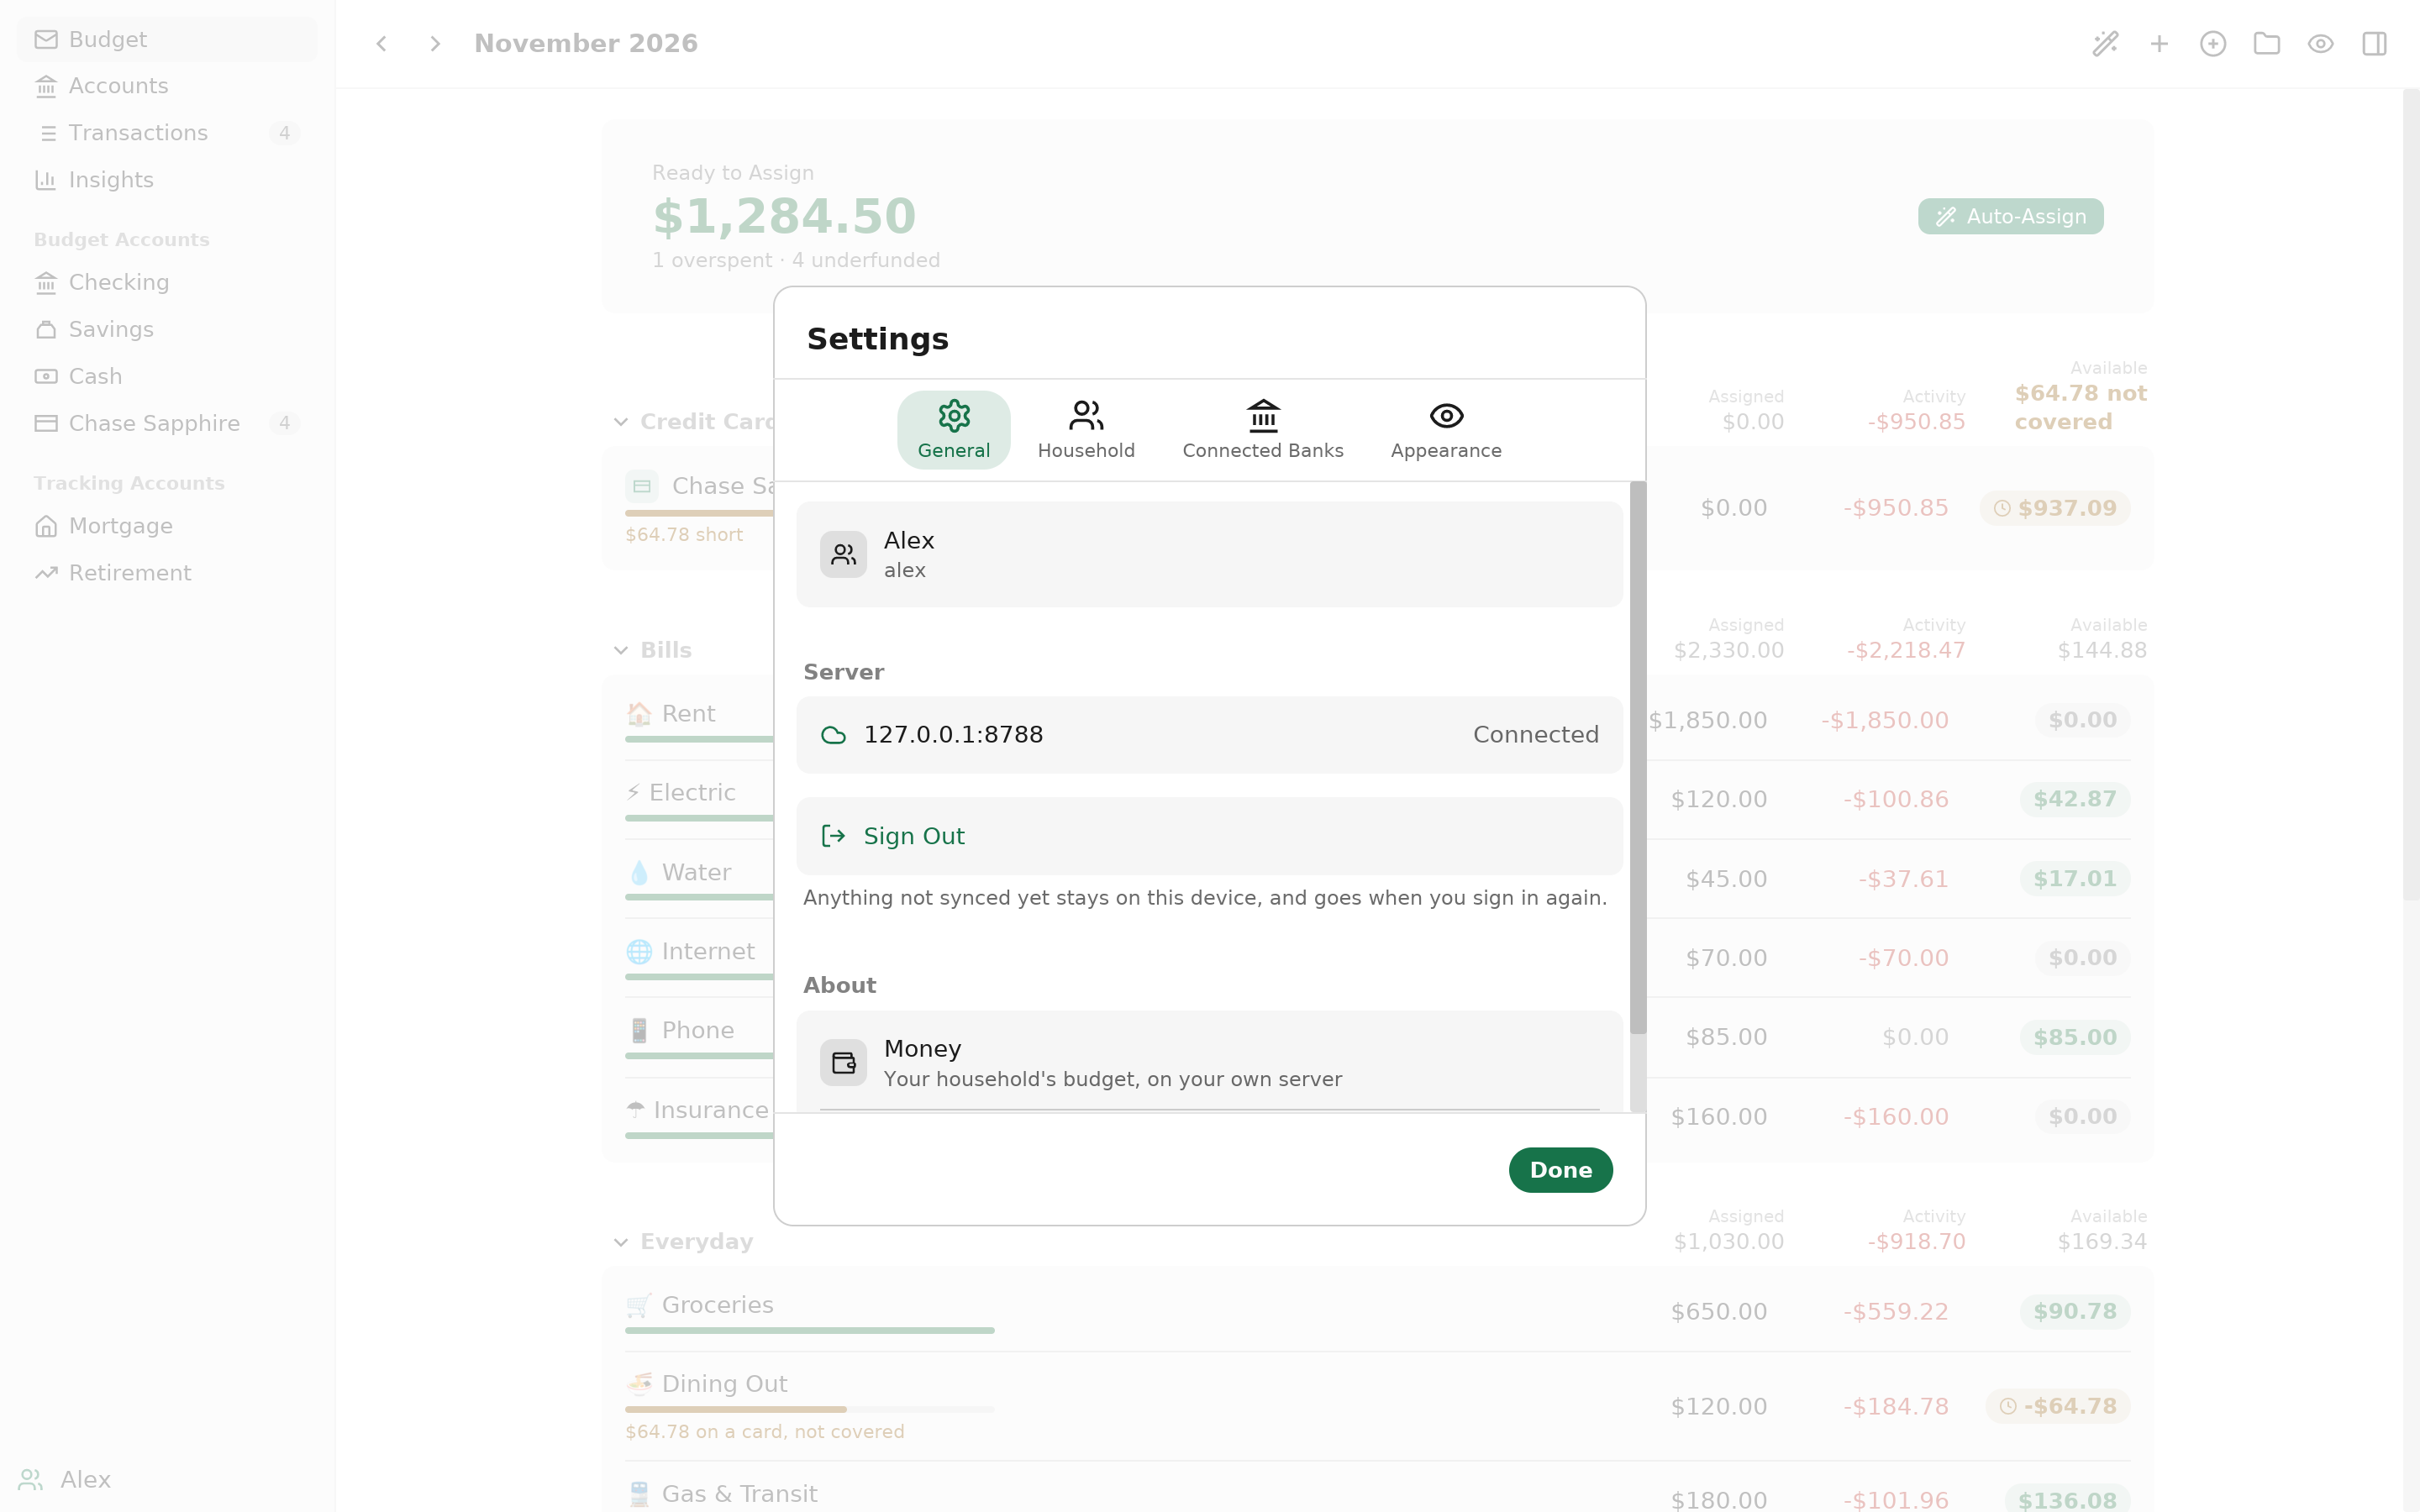 Budget
Accounts
Transactions 4
Insights
Budget Accounts
Checking
Savings
Cash
Chase Sapphire 4
Tracking Accounts
Mortgage
Retirement
Alex
November 2026
Ready to Assign
$1,284.50
1 overspent · 4 underfunded
Auto-Assign
Settings
General
Household
Connected Banks
Appearance
Alex
alex
Server
127.0.0.1:8788 Connected
Sign Out
Anything not synced yet stays on this device, and goes when you sign in again.
About
Money
Your household's budget, on your own server
Done
Assigned Activity Available
Credit Card $0.00 -$950.85 $64.78 not covered
Chase Sa $0.00 -$950.85 $937.09
$64.78 short
Assigned Activity Available
Bills $2,330.00 -$2,218.47 $144.88
Rent $1,850.00 -$1,850.00 $0.00
Electric $120.00 -$100.86 $42.87
Water $45.00 -$37.61 $17.01
Internet $70.00 -$70.00 $0.00
Phone $85.00 $0.00 $85.00
Insurance $160.00 -$160.00 $0.00
Assigned Activity Available
Everyday $1,030.00 -$918.70 $169.34
Groceries $650.00 -$559.22 $90.78
Dining Out $120.00 -$184.78 -$64.78
$64.78 on a card, not covered
Gas & Transit $180.00 -$101.96 $136.08